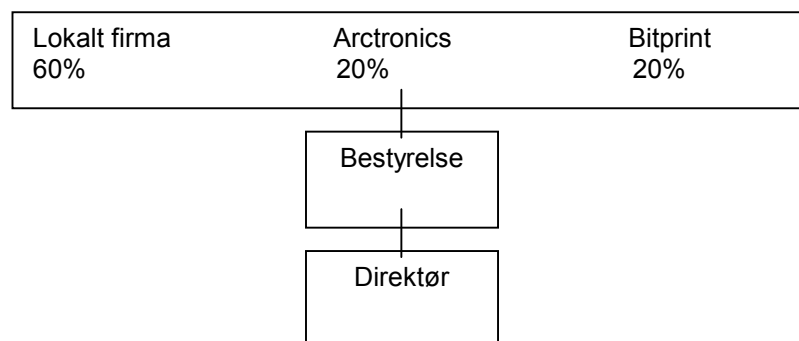 Lokalt firma Arctronics Bitprint
60% 20% 20%
Bestyrelse
Direktør